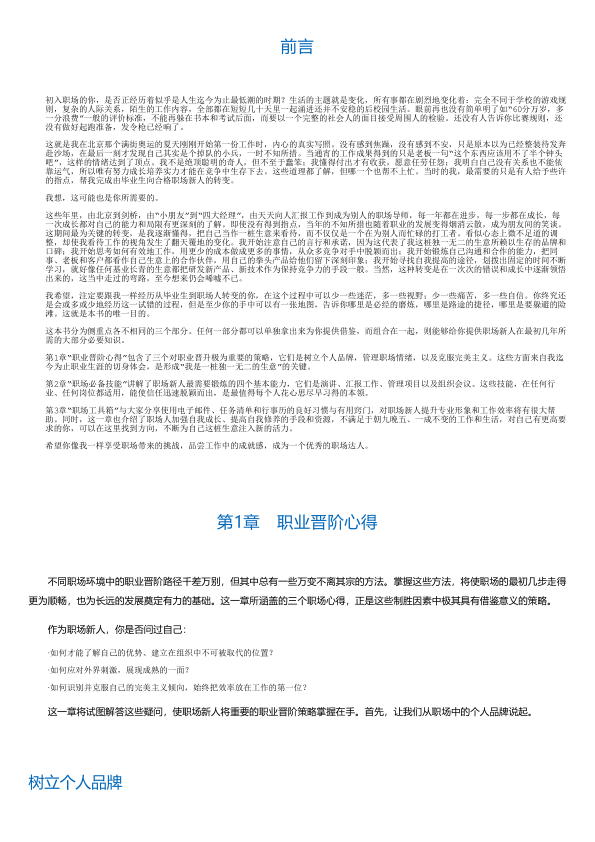 前言
初入职场的你，是否正经历着似乎是人生迄今为止最低潮的时期？生活的主题就是变化，所有事都在剧烈地变化着：完全不同于学校的游戏规
则，复杂的人际关系，陌生的工作内容，全部都在短短几十天里一起涌进还并不安稳的后校园生活。眼前再也没有简单明了如“60分万岁，多
一分浪费”一般的评价标准，不能再躲在书本和考试后面，而要以一个完整的社会人的面目接受周围人的检验。还没有人告诉你比赛规则，还
没有做好起跑准备，发令枪已经响了。
这就是我在北京那个满街奥运的夏天刚刚开始第一份工作时，内心的真实写照。没有感到焦躁，没有感到不安，只是原本以为已经整装待发奔
赴沙场，在最后一刻才发现自己其实是个掉队的小兵，一时不知所措。当通宵的工作成果得到的只是老板一句“这个东西应该用不了半个钟头
吧”，这样的情绪达到了顶点。我不是绝顶聪明的奇人，但不至于蠢笨；我懂得付出才有收获，愿意任劳任怨；我明白自己没有关系也不能依
靠运气，所以唯有努力成长培养实力才能在竞争中生存下去。这些道理都了解，但哪一个也帮不上忙。当时的我，最需要的只是有人给予些许
的指点，帮我完成由毕业生向合格职场新人的转变。
我想，这可能也是你所需要的。
这些年里，由北京到剑桥，由“小朋友”到“四大经理”，由天天向人汇报工作到成为别人的职场导师，每一年都在进步。每一步都在成长，每
一次成长都对自己的能力和局限有更深刻的了解。即使没有得到指点，当年的不知所措也随着职业的发展变得烟消云散，成为朋友间的笑谈。
这期间最为关键的转变，是我逐渐懂得，把自己当作一桩生意来看待，而不仅仅是一个在为别人而忙碌的打工者。看似心态上微不足道的调
整，却使我看待工作的视角发生了翻天覆地的变化。我开始注意自己的言行和承诺，因为这代表了我这桩独一无二的生意所赖以生存的品牌和
口碑；我开始思考如何有效地工作，用更少的成本做成更多的事情，从众多竞争对手中脱颖而出；我开始锻炼自己沟通和合作的能力，把同
事、老板和客户都看作自己生意上的合作伙伴，用自己的拳头产品给他们留下深刻印象；我开始寻找自我提高的途径，划拨出固定的时间不断
学习，就好像任何基业长青的生意都把研发新产品、新技术作为保持竞争力的手段一般。当然，这种转变是在一次次的错误和成长中逐渐领悟
出来的，这当中走过的弯路，至今想来仍会唏嘘不已。
我希望，注定要跟我一样经历从毕业生到职场人转变的你，在这个过程中可以少一些迷茫，多一些视野；少一些痛苦，多一些自信。你终究还
是会或多或少地经历这一试错的过程，但是至少你的手中可以有一张地图，告诉你哪里是必经的磨炼，哪里是路途的捷径，哪里是要躲避的险
滩。这就是本书的唯一目的。
这本书分为侧重点各不相同的三个部分。任何一部分都可以单独拿出来为你提供借鉴，而组合在一起，则能够给你提供职场新人在最初几年所
需的大部分必要知识。
第1章“职业晋阶心得”包含了三个对职业晋升极为重要的策略，它们是树立个人品牌，管理职场情绪，以及克服完美主义。这些方面来自我迄
今为止职业生涯的切身体会，是形成“我是一桩独一无二的生意”的关键。
第2章“职场必备技能”讲解了职场新人最需要锻炼的四个基本能力，它们是演讲、汇报工作、管理项目以及组织会议。这些技能，在任何行
业、任何岗位都适用，能使信任迅速脱颖而出，是最值得每个人花心思尽早习得的本领。
第3章“职场工具箱”与大家分享使用电子邮件、任务清单和行事历的良好习惯与有用窍门，对职场新人提升专业形象和工作效率将有很大帮
助。同时，这一章也介绍了职场人加强自我成长、提高自我修养的手段和资源，不满足于朝九晚五、一成不变的工作和生活，对自己有更高要
求的你，可以在这里找到方向，不断为自己这桩生意注入新的活力。
希望你像我一样享受职场带来的挑战，品尝工作中的成就感，成为一个优秀的职场达人。
第1章　职业晋阶心得
不同职场环境中的职业晋阶路径千差万别，但其中总有一些万变不离其宗的方法。掌握这些方法，将使职场的最初几步走得
更为顺畅，也为长远的发展奠定有力的基础。这一章所涵盖的三个职场心得，正是这些制胜因素中极其具有借鉴意义的策略。
作为职场新人，你是否问过自己：
·如何才能了解自己的优势、建立在组织中不可被取代的位置？
·如何应对外界刺激，展现成熟的一面？
·如何识别并克服自己的完美主义倾向，始终把效率放在工作的第一位？
这一章将试图解答这些疑问，使职场新人将重要的职业晋阶策略掌握在手。首先，让我们从职场中的个人品牌说起。
树立个人品牌